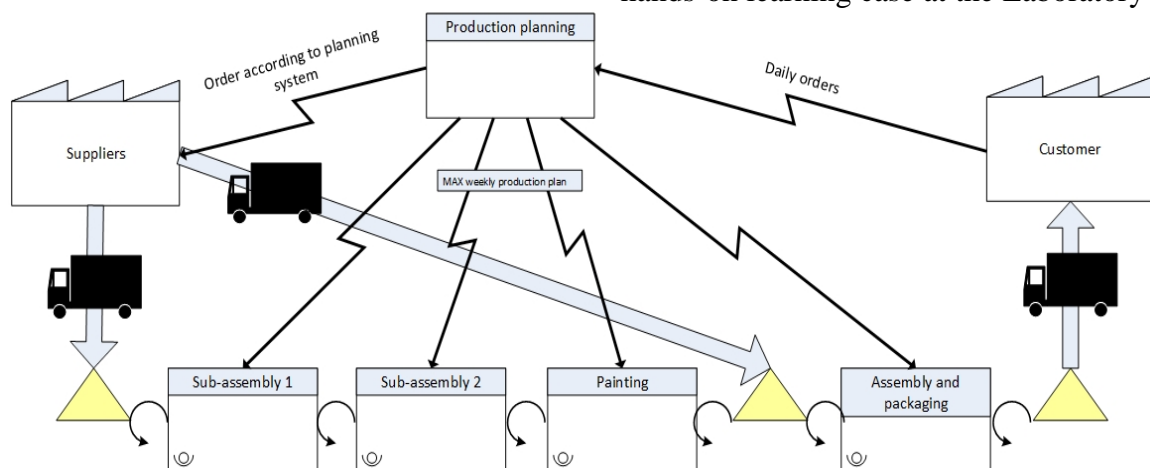 hands-on learning case at the Laboratory
Production planning
Order according to planning
system
Daily orders
Suppliers
Customer
MAX weekly production plan
Sub-assembly 1
Sub-assembly 2
Painting
Assembly and
packaging